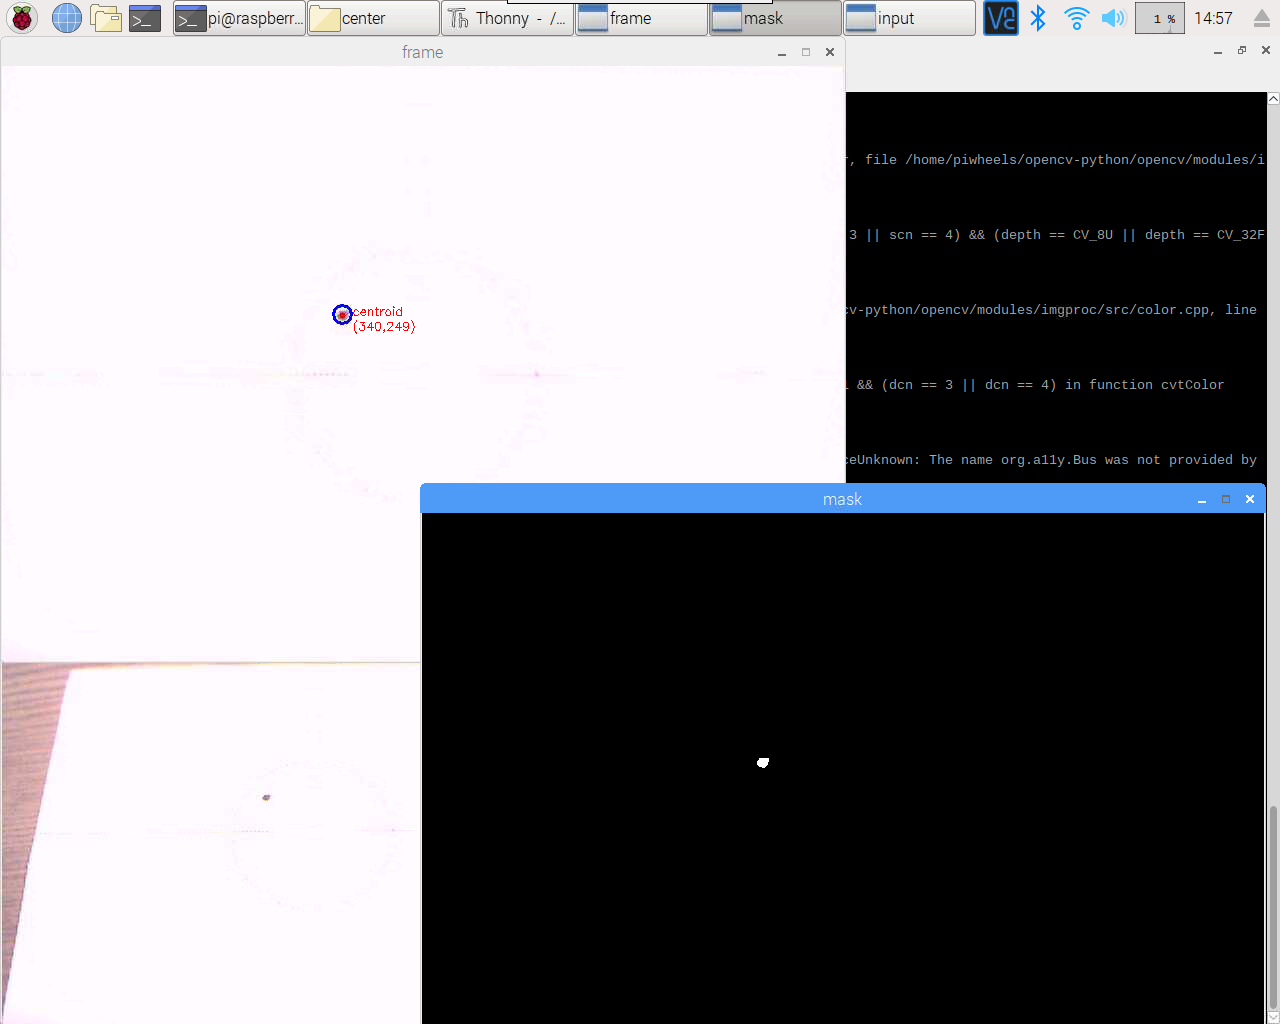 pi@raspberr...
center
Thonny - /...
frame
mask
input
1 %
14:57
frame
centroid
(340,249)
, file /home/piwheels/opencv-python/opencv/modules/i
3 || scn == 4) && (depth == CV_8U || depth == CV_32F
cv-python/opencv/modules/imgproc/src/color.cpp, line
&& (dcn == 3 || dcn == 4) in function cvtColor
ceUnknown: The name org.a11y.Bus was not provided by
mask